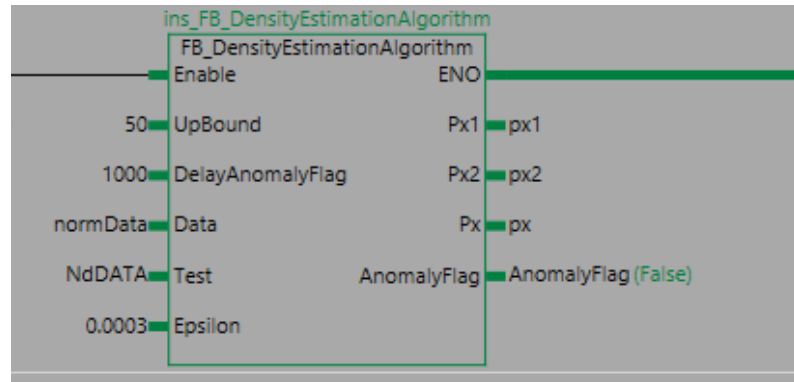 ins_FB_DensityEstimationAlgorithm
FB_DensityEstimationAlgorithm
Enable ENO
50 UpBound Px1 px1
1000 DelayAnomalyFlag Px2 px2
normData Data Px px
NdDATA Test AnomalyFlag AnomalyFlag (False)
0.0003 Epsilon